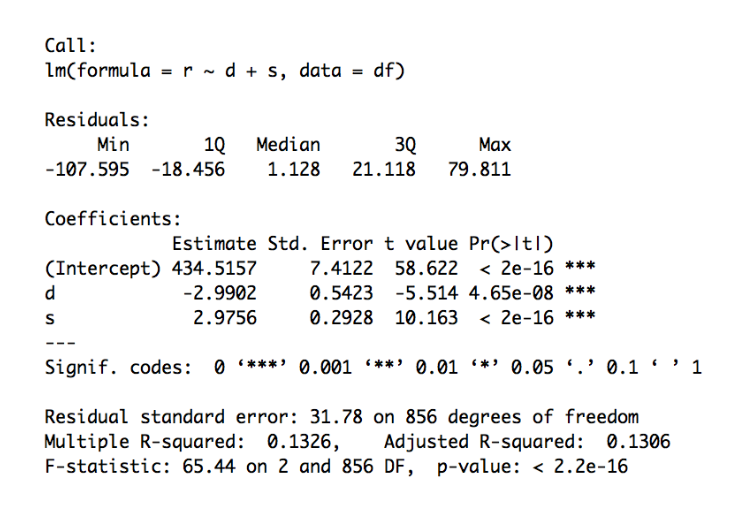 Call:
lm(formula = r ~ d + s, data = df)
Residuals:
Min 1Q Median 3Q Max
-107.595 -18.456 1.128 21.118 79.811
Coefficients:
Estimate Std. Error t value Pr(>|t|)
(Intercept) 434.5157 7.4122 58.622 < 2e-16 ***
d -2.9902 0.5423 -5.514 4.65e-08 ***
s 2.9756 0.2928 10.163 < 2e-16 ***
---
Signif. codes: 0 ‘***’ 0.001 ‘**’ 0.01 ‘*’ 0.05 ‘.’ 0.1 ‘ ’ 1
Residual standard error: 31.78 on 856 degrees of freedom
Multiple R-squared: 0.1326, Adjusted R-squared: 0.1306
F-statistic: 65.44 on 2 and 856 DF, p-value: < 2.2e-16